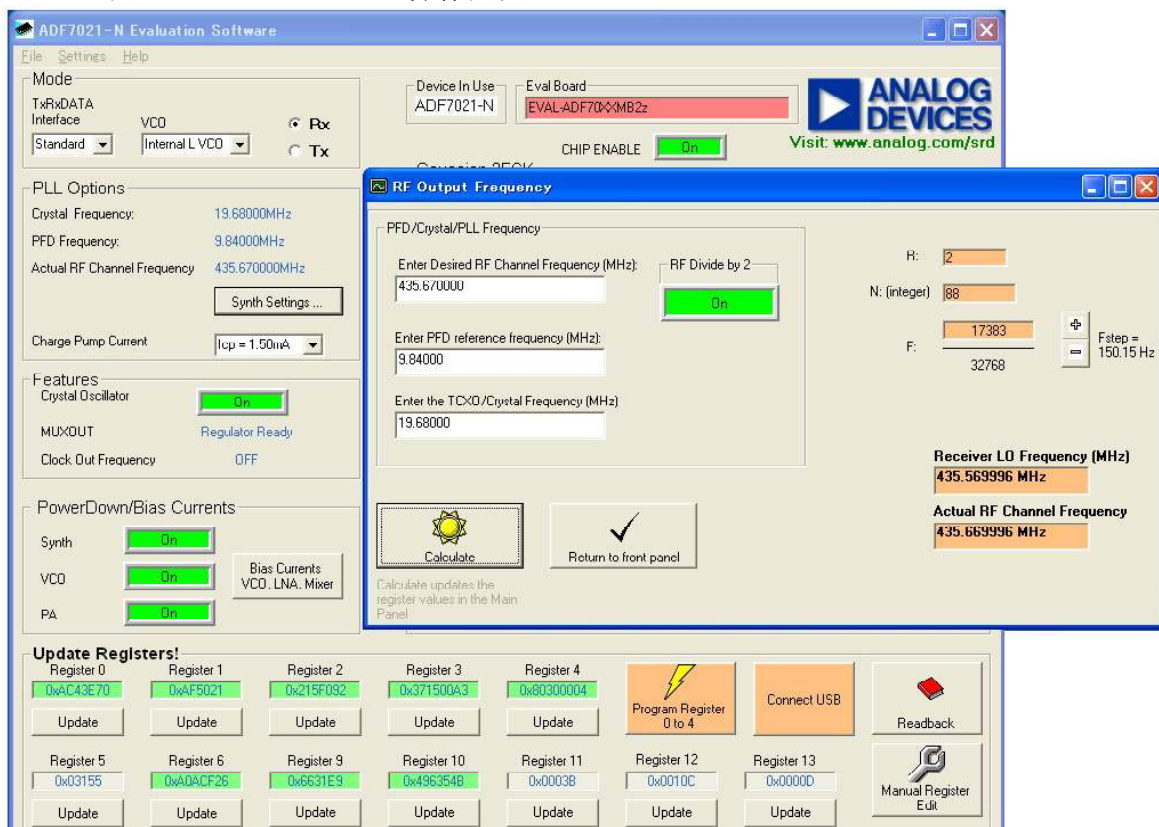 ADF7021-N Evaluation Software
File Settings Help
Mode
TxRxDATA
Interface
VCO
Standard
Internal L VCO
Rx
Tx
Device In Use
ADF7021-N
Eval Board
EVAL-ADF70XXMB2z
CHIP ENABLE
On
ANALOG
DEVICES
Visit: www.analog.com/srd
PLL Options
Crystal Frequency: 19.68000MHz
PFD Frequency: 9.84000MHz
Actual RF Channel Frequency 435.670000MHz
Synth Settings ...
Charge Pump Current
Icp = 1.50mA
Features
Crystal Oscillator
On
MUXOUT Regulator Ready
Clock Out Frequency OFF
PowerDown/Bias Currents
Synth On
VCO On
PA On
Bias Currents
VCO. LNA. Mixer
RF Output Frequency
PFD/Crystal/PLL Frequency
Enter Desired RF Channel Frequency (MHz):
435.670000
RF Divide by 2
On
Enter PFD reference frequency (MHz):
9.84000
Enter the TCXO/Crystal Frequency (MHz)
19.68000
R: 2
N: (integer) 88
F:
17383
32768
+
-
Fstep =
150.15 Hz
Receiver LO Frequency (MHz)
435.569996 MHz
Actual RF Channel Frequency
435.669996 MHz
Calculate
Return to front panel
Calculate updates the
register values in the Main
Panel
Update Registers!
Register 0 Register 1 Register 2 Register 3 Register 4
0xAC43E70 0xAF5021 0x215F092 0x371500A3 0x80300004
Update Update Update Update Update
Program Register
0 to 4
Connect USB
Readback
Register 5 Register 6 Register 9 Register 10 Register 11 Register 12 Register 13
0x03155 0xA0ACF26 0x6631E9 0x496354B 0x0003B 0x0010C 0x0000D
Update Update Update Update Update Update Update
Manual Register
Edit